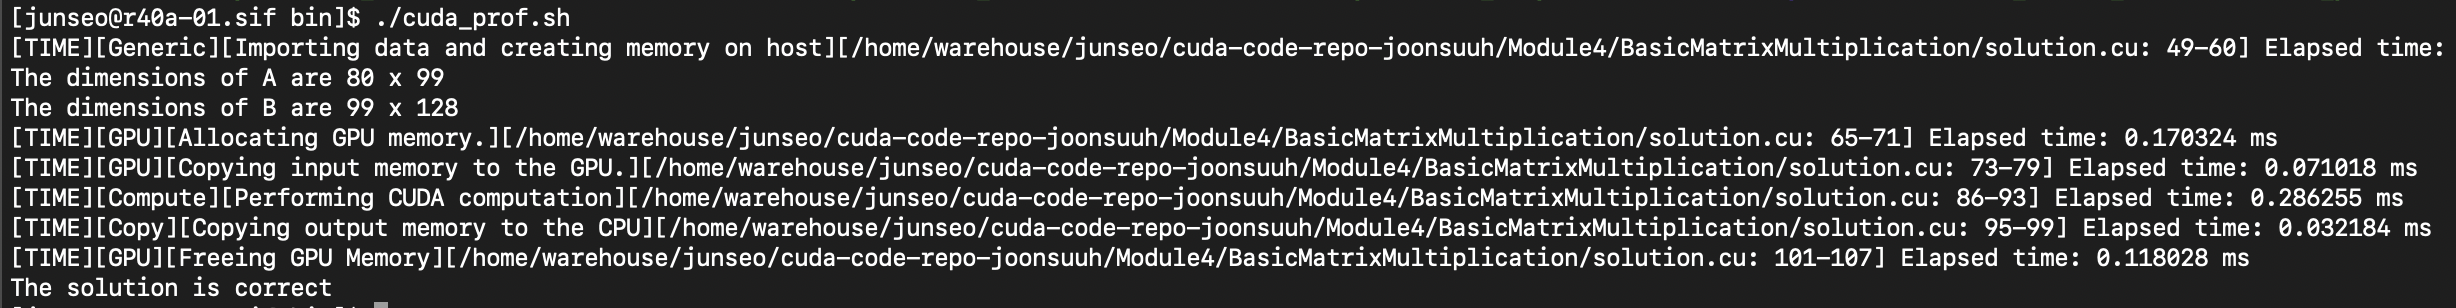 [junseo@r40a-01.sif bin]$ ./cuda_prof.sh
[TIME][Generic][Importing data and creating memory on host][/home/warehouse/junseo/cuda-code-repo-joonsuuh/Module4/BasicMatrixMultiplication/solution.cu: 49-60] Elapsed time:
The dimensions of A are 80 x 99
The dimensions of B are 99 x 128
[TIME][GPU][Allocating GPU memory.][/home/warehouse/junseo/cuda-code-repo-joonsuuh/Module4/BasicMatrixMultiplication/solution.cu: 65-71] Elapsed time: 0.170324 ms
[TIME][GPU][Copying input memory to the GPU.][/home/warehouse/junseo/cuda-code-repo-joonsuuh/Module4/BasicMatrixMultiplication/solution.cu: 73-79] Elapsed time: 0.071018 ms
[TIME][Compute][Performing CUDA computation][/home/warehouse/junseo/cuda-code-repo-joonsuuh/Module4/BasicMatrixMultiplication/solution.cu: 86-93] Elapsed time: 0.286255 ms
[TIME][Copy][Copying output memory to the CPU][/home/warehouse/junseo/cuda-code-repo-joonsuuh/Module4/BasicMatrixMultiplication/solution.cu: 95-99] Elapsed time: 0.032184 ms
[TIME][GPU][Freeing GPU Memory][/home/warehouse/junseo/cuda-code-repo-joonsuuh/Module4/BasicMatrixMultiplication/solution.cu: 101-107] Elapsed time: 0.118028 ms
The solution is correct